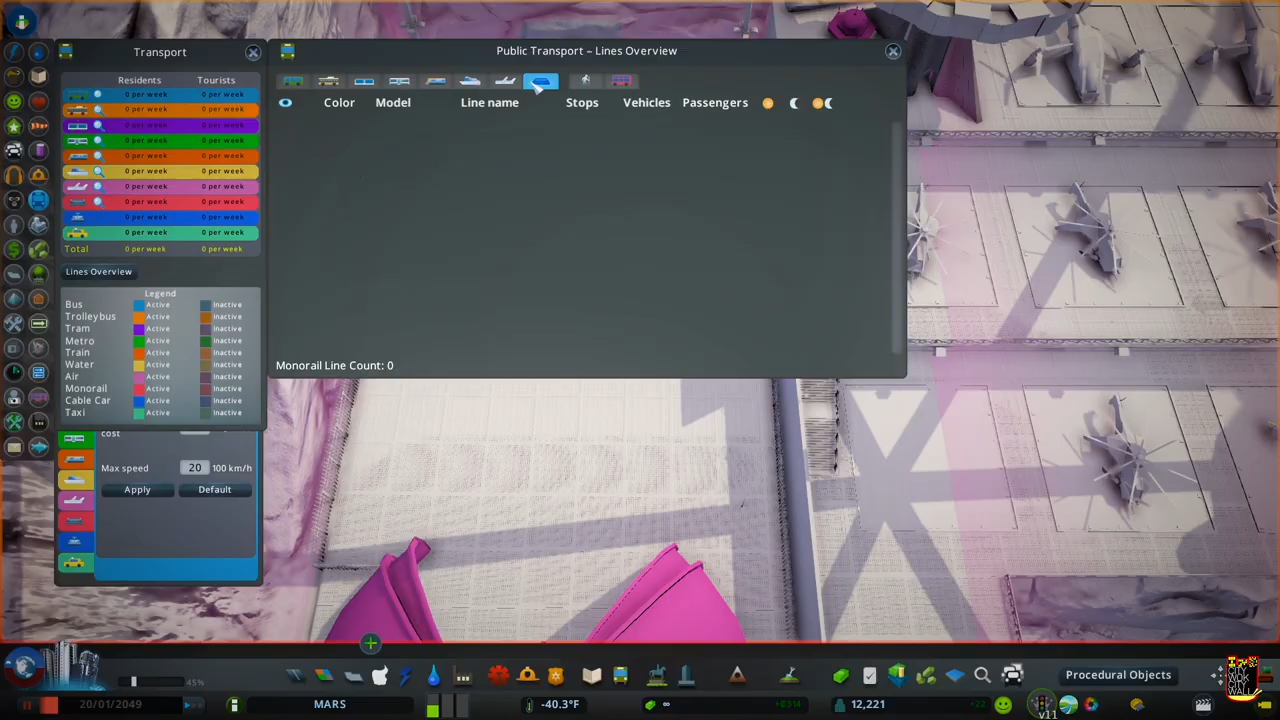 Transport
Residents Tourists
0 per week 0 per week
0 per week 0 per week
0 per week 0 per week
0 per week 0 per week
0 per week 0 per week
0 per week 0 per week
0 per week 0 per week
0 per week 0 per week
0 per week 0 per week
0 per week 0 per week
Total 0 per week 0 per week
Lines Overview
Legend
Bus Active Inactive
Trolleybus Active Inactive
Tram Active Inactive
Metro Active Inactive
Train Active Inactive
Water Active Inactive
Air Active Inactive
Monorail Active Inactive
Cable Car Active Inactive
Taxi Active Inactive
cost
Max speed 20 100 km/h
Apply Default
Public Transport – Lines Overview
Color Model Line name Stops Vehicles Passengers
Monorail Line Count: 0
45%
Procedural Objects
20/01/2049
MARS
-40.3°F
∞
12,221
+22
v11
CITY
WOK
CITY
WALL